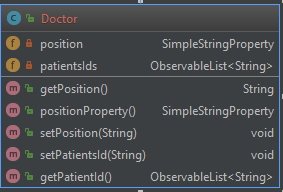 Doctor
position SimpleStringProperty
patientsIds ObservableList<String>
getPosition() String
positionProperty() SimpleStringProperty
setPosition(String) void
setPatientsId(String) void
getPatientId() ObservableList<String>